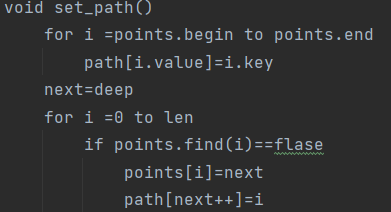 void set_path()
    for i =points.begin to points.end
        path[i.value]=i.key
    next=deep
    for i =0 to len
        if points.find(i)==flase
            points[i]=next
            path[next++]=i